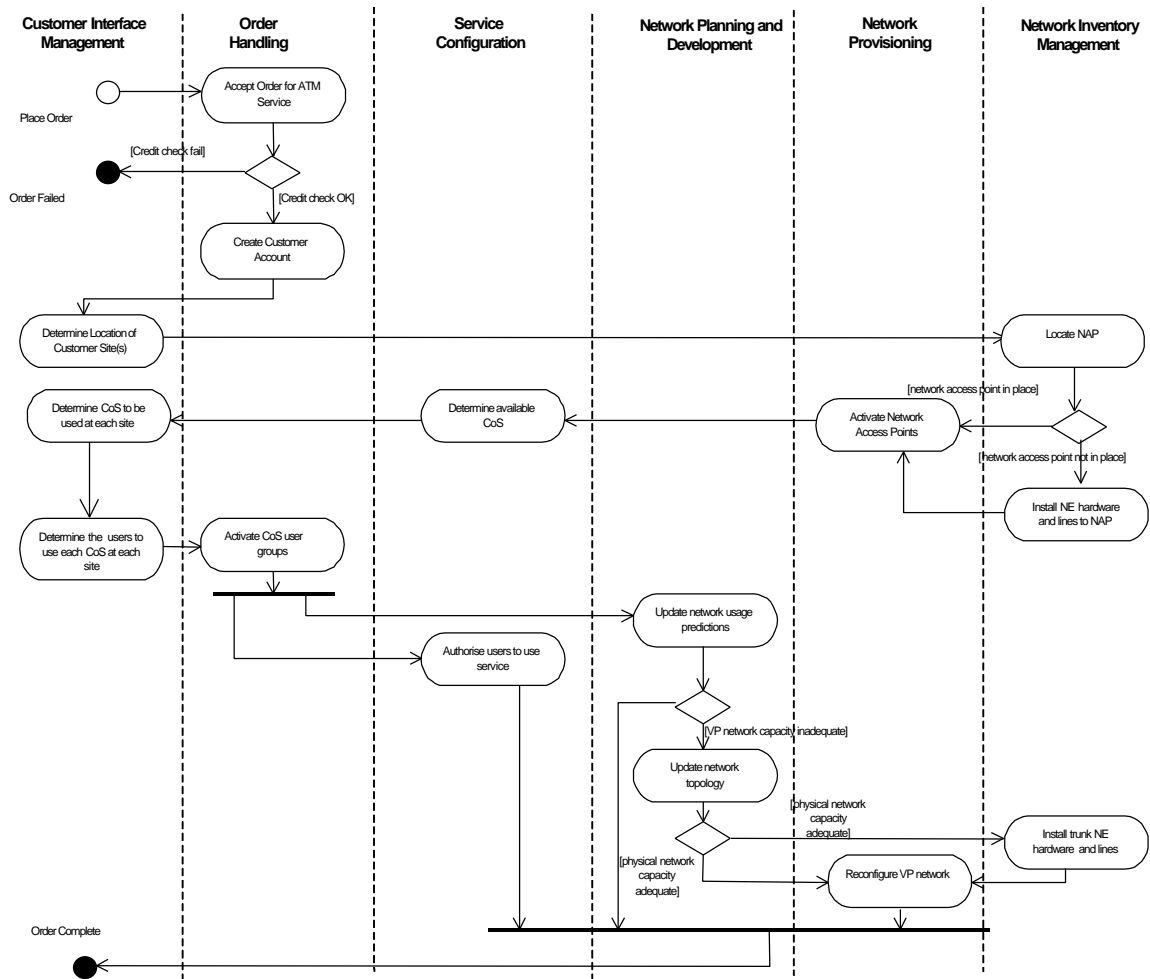 Customer Interface
Management
Order
Handling
Service
Configuration
Network Planning and
Development
Network
Provisioning
Network Inventory
Management
Accept Order for ATM
Service
Place Order
[Credit check fail]
Order Failed
[Credit check OK]
Create Customer
Account
Determine Location of
Customer Site(s)
Locate NAP
[network access point in place]
Determine CoS to be
used at each site
Determine available
CoS
Activate Network
Access Points
[network access point not in place]
Install NE hardware
and lines to NAP
Determine the users to
use each CoS at each
site
Activate CoS user
groups
Update network usage
predictions
Authorise users to use
service
[VP network capacity inadequate]
Update network
topology
[physical network
capacity
adequate]
Install trunk NE
hardware and lines
[physical network
capacity
adequate]
Reconfigure VP network
Order Complete